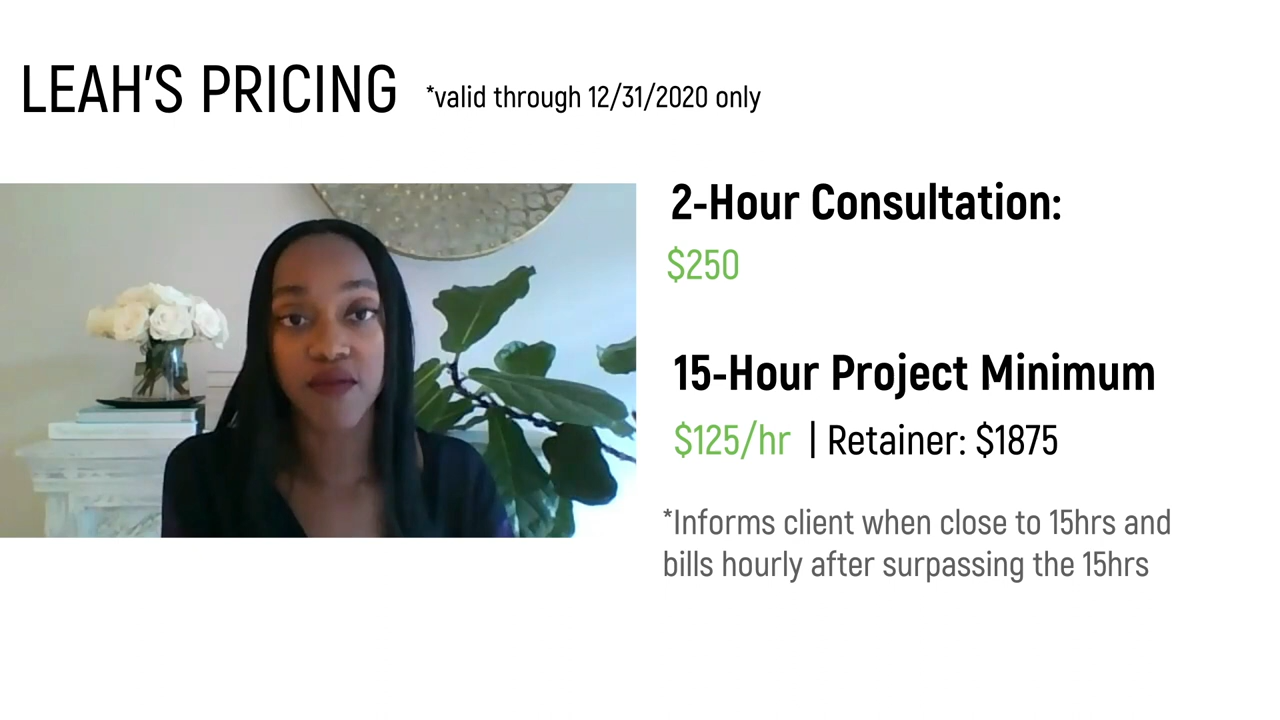 LEAH'S PRICING *valid through 12/31/2020 only
2-Hour Consultation:
$250
15-Hour Project Minimum
$125/hr | Retainer: $1875
*Informs client when close to 15hrs and
bills hourly after surpassing the 15hrs